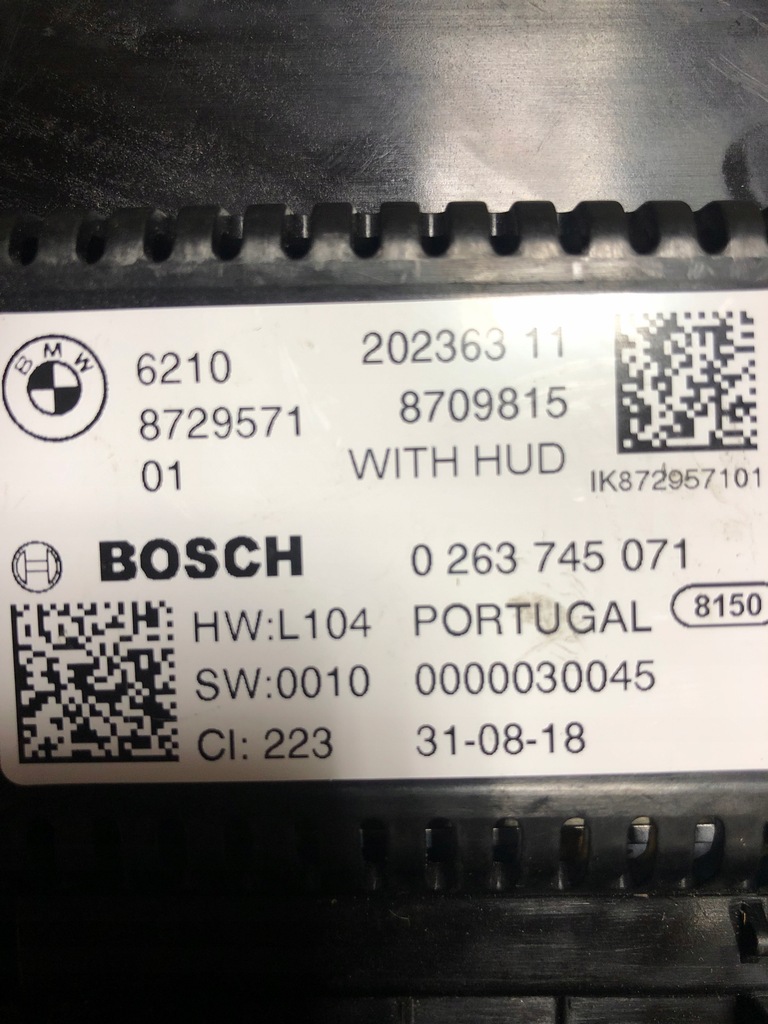 BMW
6210
8729571
01
202363 11
8709815
WITH HUD
IK872957101
BOSCH
0 263 745 071
HW:L104
PORTUGAL
8150
SW:0010
0000030045
CI: 223
31-08-18